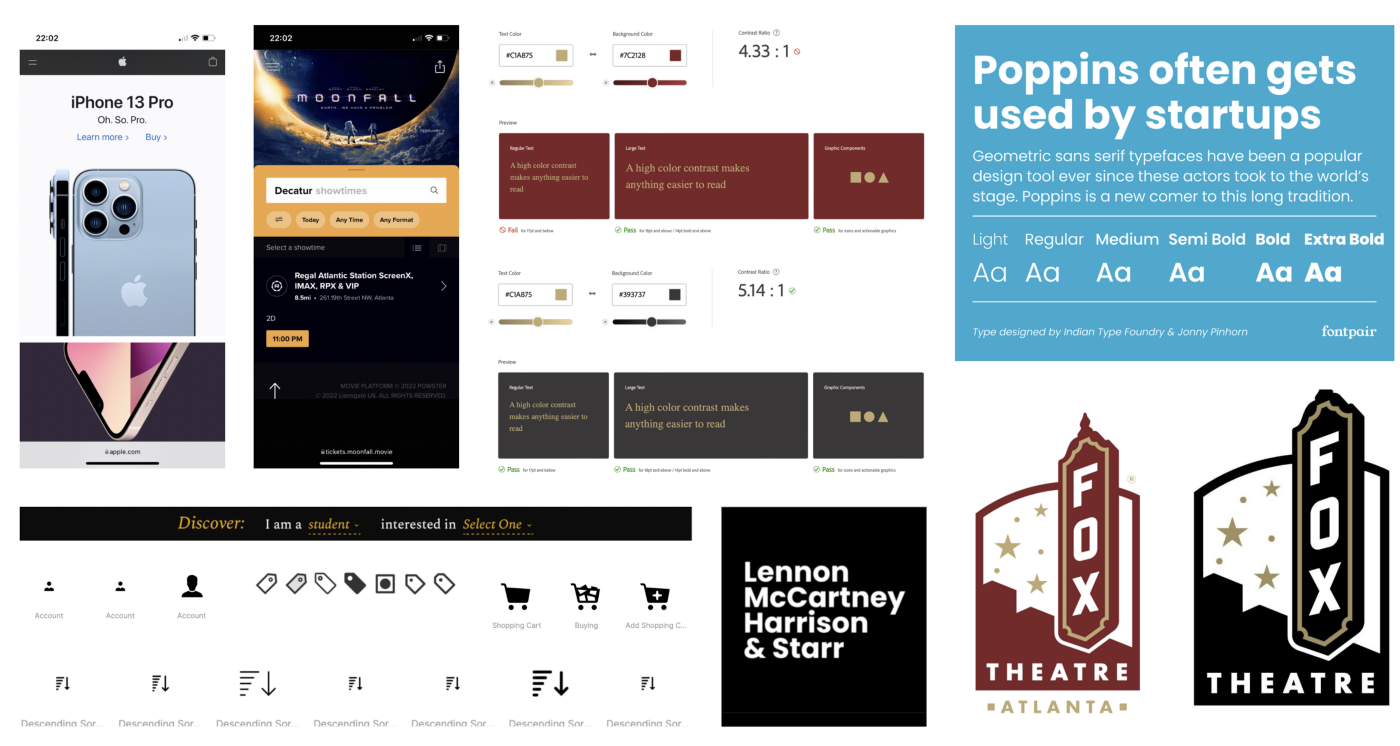 22:02
iPhone 13 Pro
Oh. So. Pro.
Learn more > Buy >
apple.com
22:02
MOONFALL
EARTH. WE HAVE A PROBLEM
FEBRUARY 4
Decatur showtimes
Today Any Time Any Format
Select a showtime
Regal Atlantic Station ScreenX,
IMAX, RPX & VIP
8.5mi • 261 19th Street NW, Atlanta
2D
11:00 PM
MOVIE PLATFORM © 2022 POWSTER
© 2022 Lionsgate US. ALL RIGHTS RESERVED.
tickets.moonfall.movie
Text Color Background Color Contrast Ratio ?
#C1A875 #7C2128 4.33 : 1
Preview
Regular Text Large Text Graphic Components
A high color contrast
makes anything easier to
read
A high color contrast makes
anything easier to read
Fail for 17pt and below
Pass for 18pt and above / 14pt bold and above
Pass for icons and actionable graphics
Text Color Background Color Contrast Ratio ?
#C1A875 #393737 5.14 : 1
Preview
Regular Text Large Text Graphic Components
A high color contrast
makes anything easier to
read
A high color contrast makes
anything easier to read
Pass for 17pt and below
Pass for 18pt and above / 14pt bold and above
Pass for icons and actionable graphics
Poppins often gets
used by startups
Geometric sans serif typefaces have been a popular
design tool ever since these actors took to the world's
stage. Poppins is a new comer to this long tradition.
Light Regular Medium Semi Bold Bold Extra Bold
Aa Aa Aa Aa Aa Aa
Type designed by Indian Type Foundry & Jonny Pinhorn fontpair
Discover: I am a student interested in Select One
Account Account Account
Shopping Cart Buying Add Shopping C...
Descending Sor... Descending Sor... Descending Sor... Descending Sor... Descending Sor... Descending Sor... Descending Sor...
Lennon
McCartney
Harrison
& Starr
FOX
THEATRE
ATLANTA
®
FOX
THEATRE